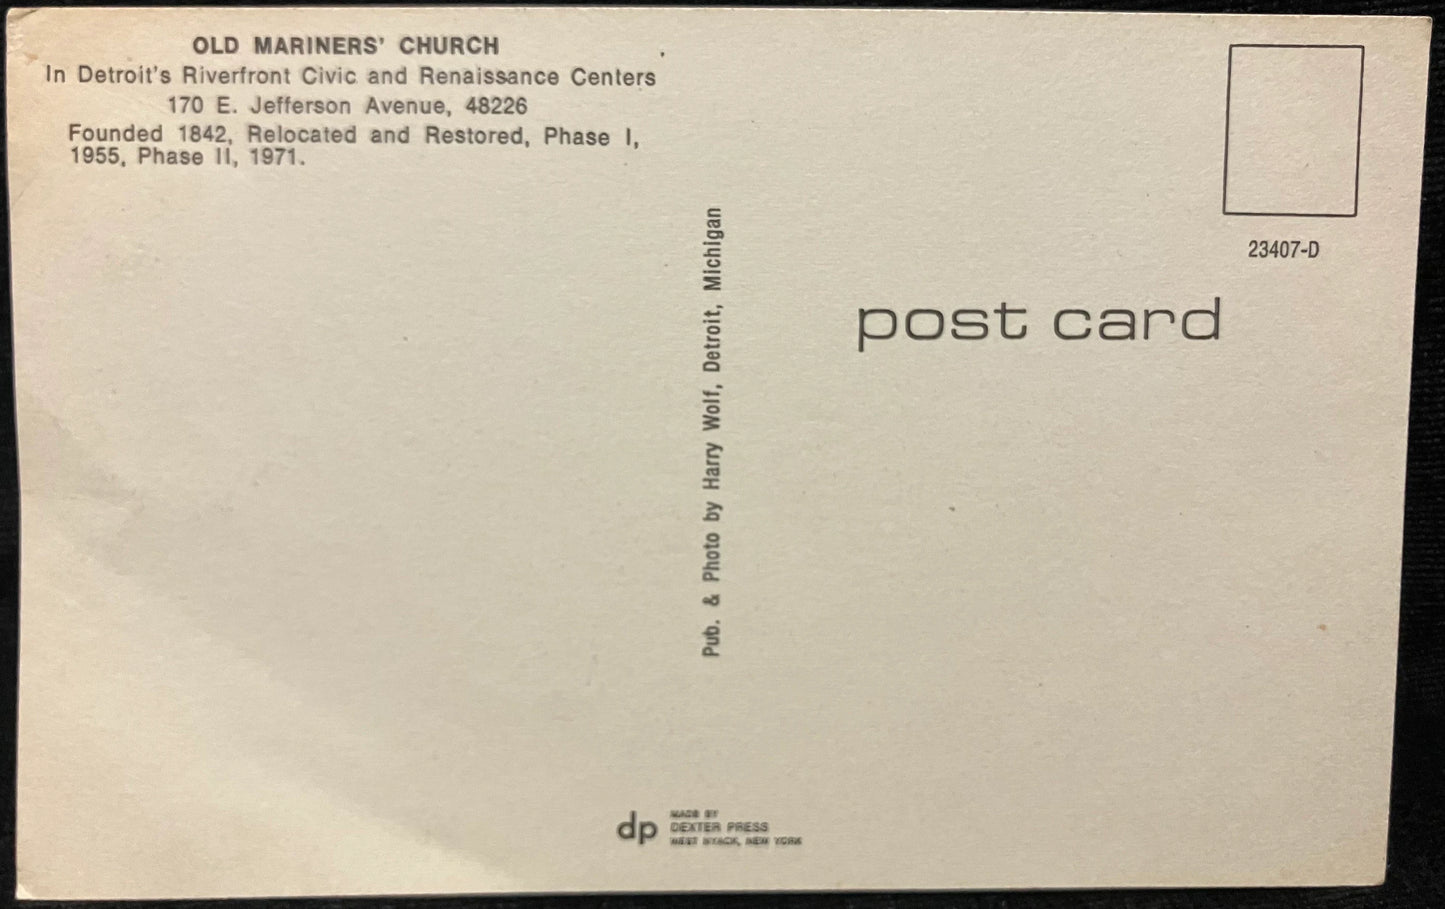 OLD MARINERS' CHURCH
In Detroit's Riverfront Civic and Renaissance Centers
170 E. Jefferson Avenue, 48226
Founded 1842, Relocated and Restored, Phase I,
1955, Phase II, 1971.
Pub. & Photo by Harry Wolf, Detroit, Michigan
23407-D
post card
dp
MADE BY
DEXTER PRESS
WEST NYACK, NEW YORK